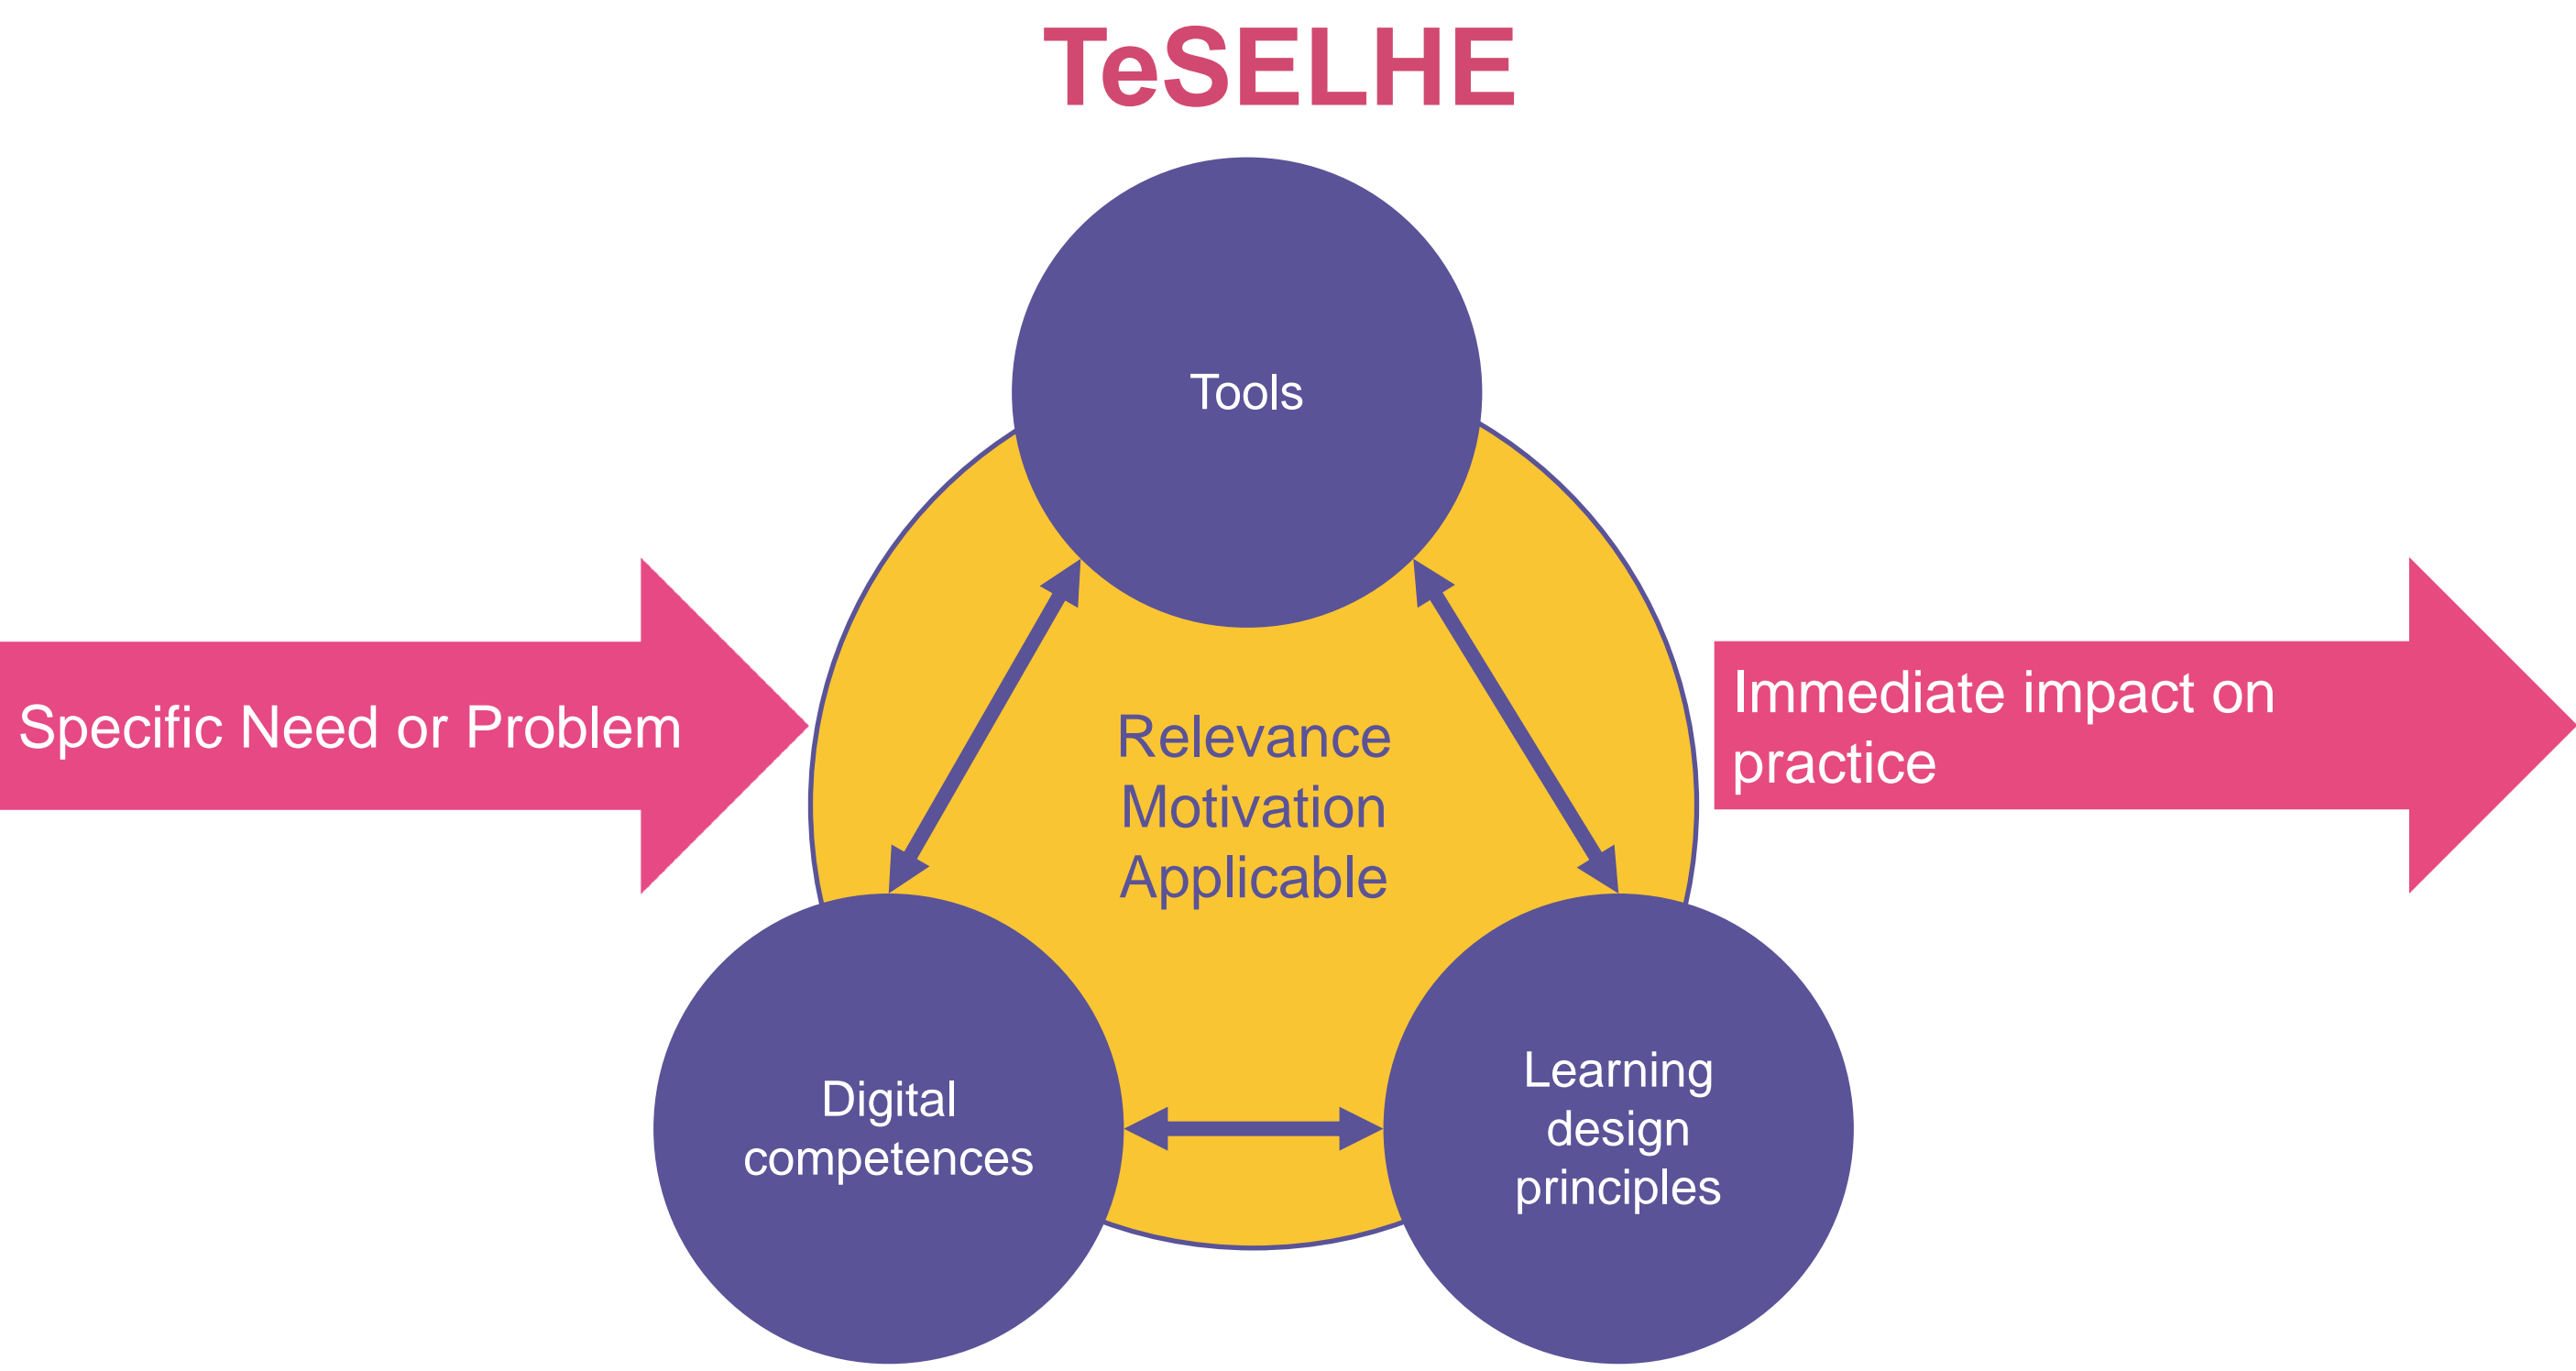 TeSELHE
Tools
Specific Need or Problem
Relevance
Motivation
Applicable
Immediate impact on
practice
Digital
competences
Learning
design
principles